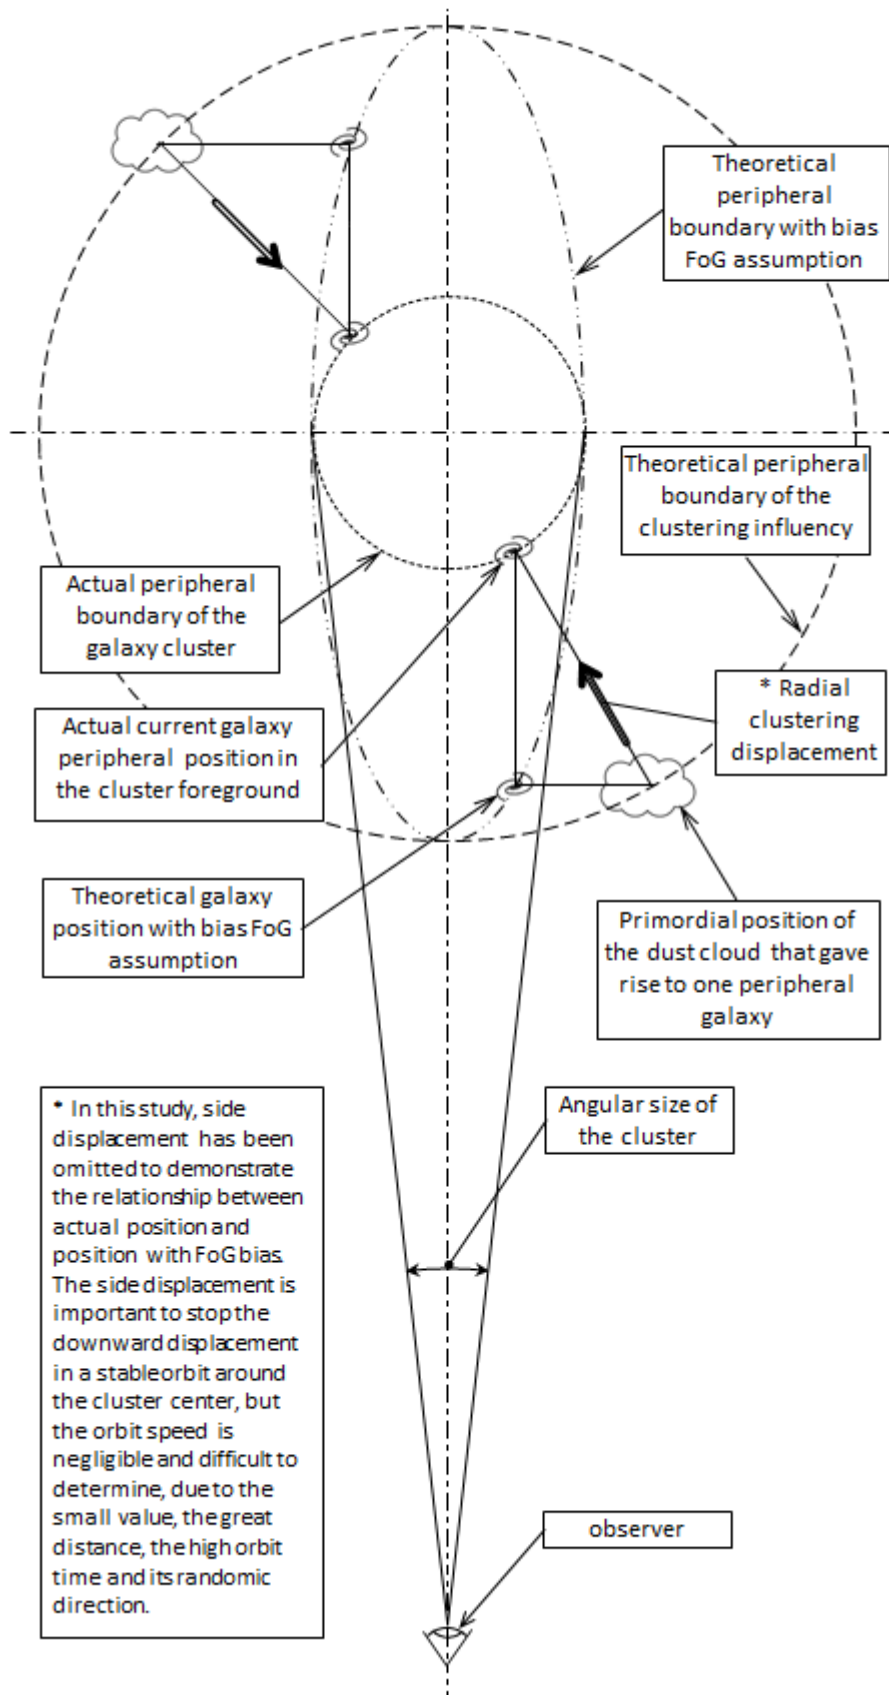 Theoretical
peripheral
boundary with bias
FoG assumption
Theoretical peripheral
boundary of the
clustering influency
Actual peripheral
boundary of the
galaxy cluster
* Radial
clustering
displacement
Actual current galaxy
peripheral position in
the cluster foreground
Theoretical galaxy
position with bias FoG
assumption
Primordial position of
the dust cloud that gave
rise to one peripheral
galaxy
* In this study, side
displacement has been
omitted to demonstrate
the relationship between
actual position and
position with FoG bias.
The side displacement is
important to stop the
downward displacement
in a stable orbit around
the cluster center, but
the orbit speed is
negligible and difficult to
determine, due to the
small value, the great
distance, the high orbit
time and its randomic
direction.
Angular size of
the cluster
observer